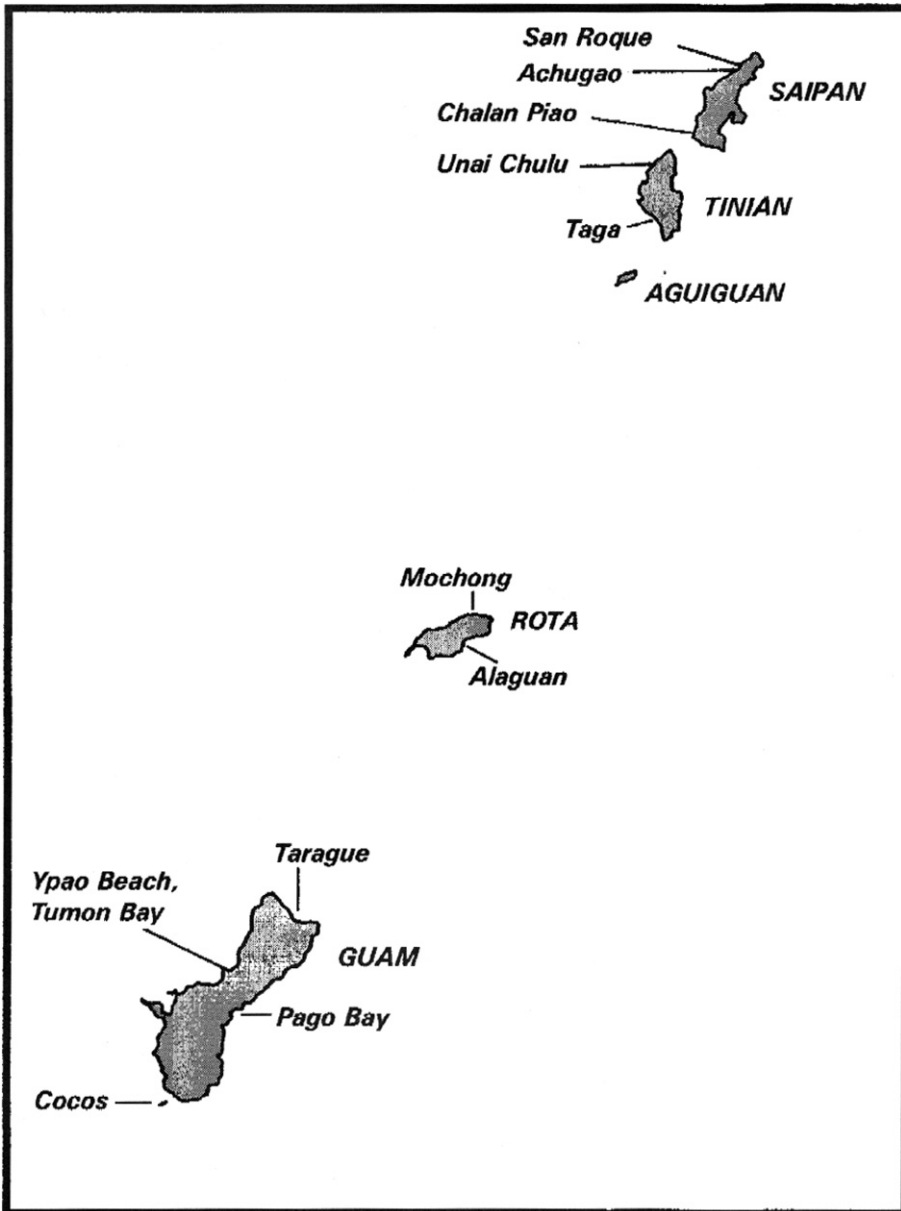 San Roque
Achugao
SAIPAN
Chalan Piao
Unai Chulu
TINIAN
Taga
AGUIGUAN
Mochong
ROTA
Alaguan
Tarague
Ypao Beach,
Tumon Bay
GUAM
Pago Bay
Cocos